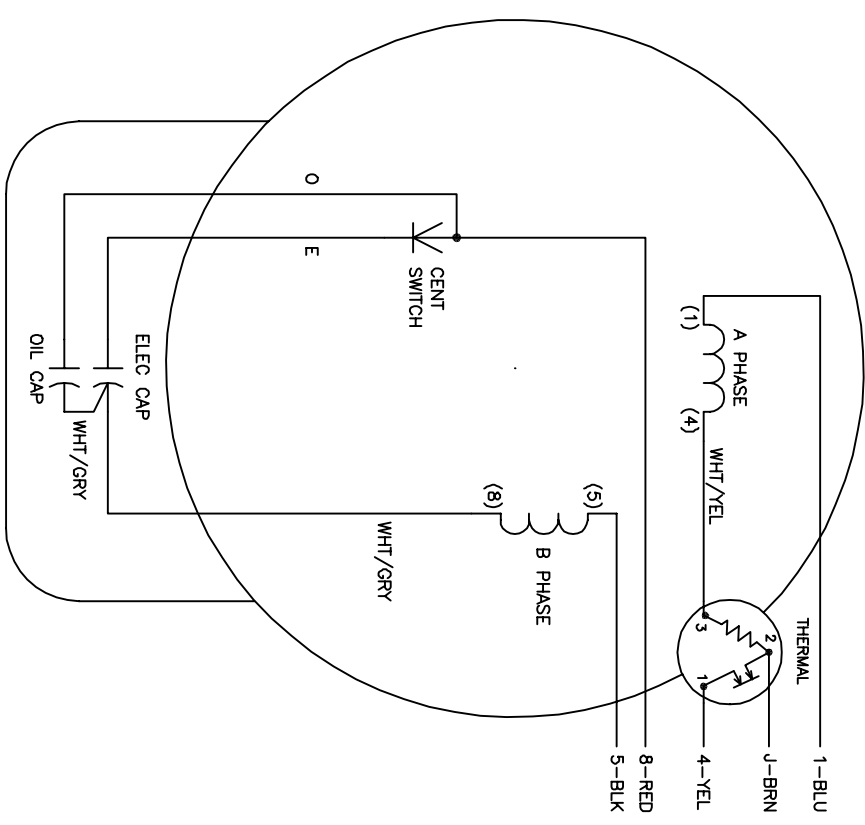 O
E
CENT
SWITCH
ELEC CAP
OIL CAP
WHT/GRY
(1)
A PHASE
(4)
WHT/YEL
(8)
(5)
B PHASE
WHT/GRY
THERMAL
3
2
1
1-BLU
J-BRN
4-YEL
8-RED
5-BLK